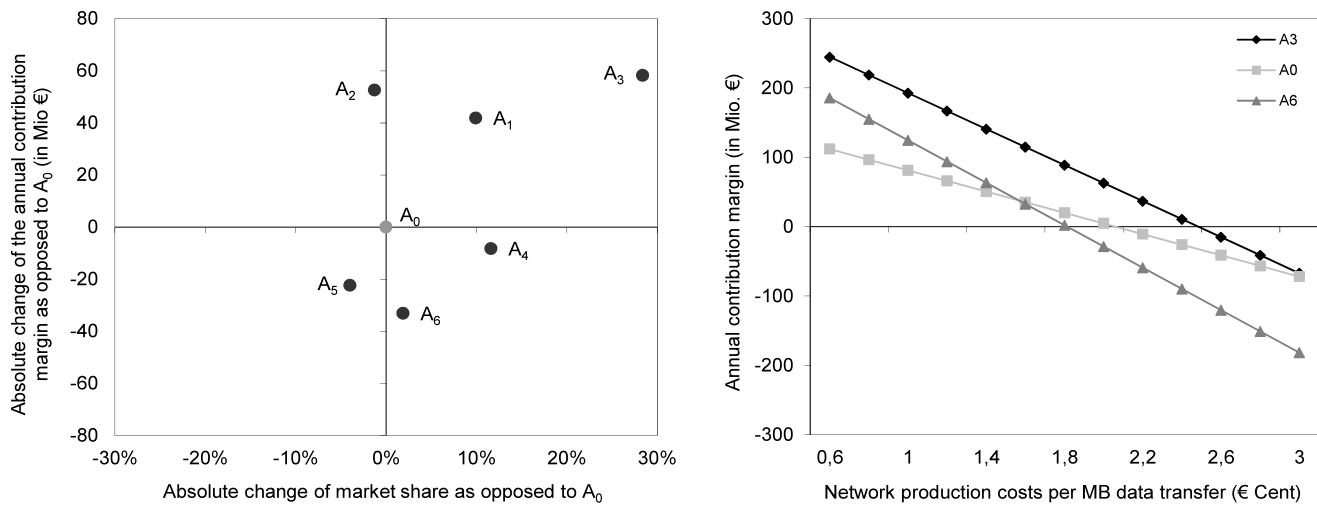 Absolute change of the annual contribution
margin as opposed to A0 (in Mio €)
80
60
40
20
0
-20
-40
-60
-80
A3
A2
A1
A0
A4
A5
A6
-30%
-20%
-10%
0%
10%
20%
30%
Absolute change of market share as opposed to A0
Annual contribution margin (in Mio. €)
300
200
100
0
-100
-200
-300
A3
A0
A6
0,6
1
1,4
1,8
2,2
2,6
3
Network production costs per MB data transfer (€ Cent)